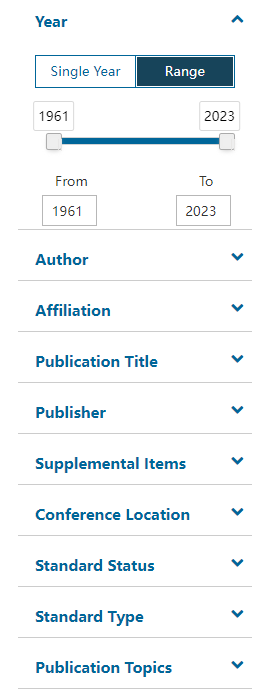 Year
Single Year Range
1961 2023
From To
1961 2023
Author
Affiliation
Publication Title
Publisher
Supplemental Items
Conference Location
Standard Status
Standard Type
Publication Topics